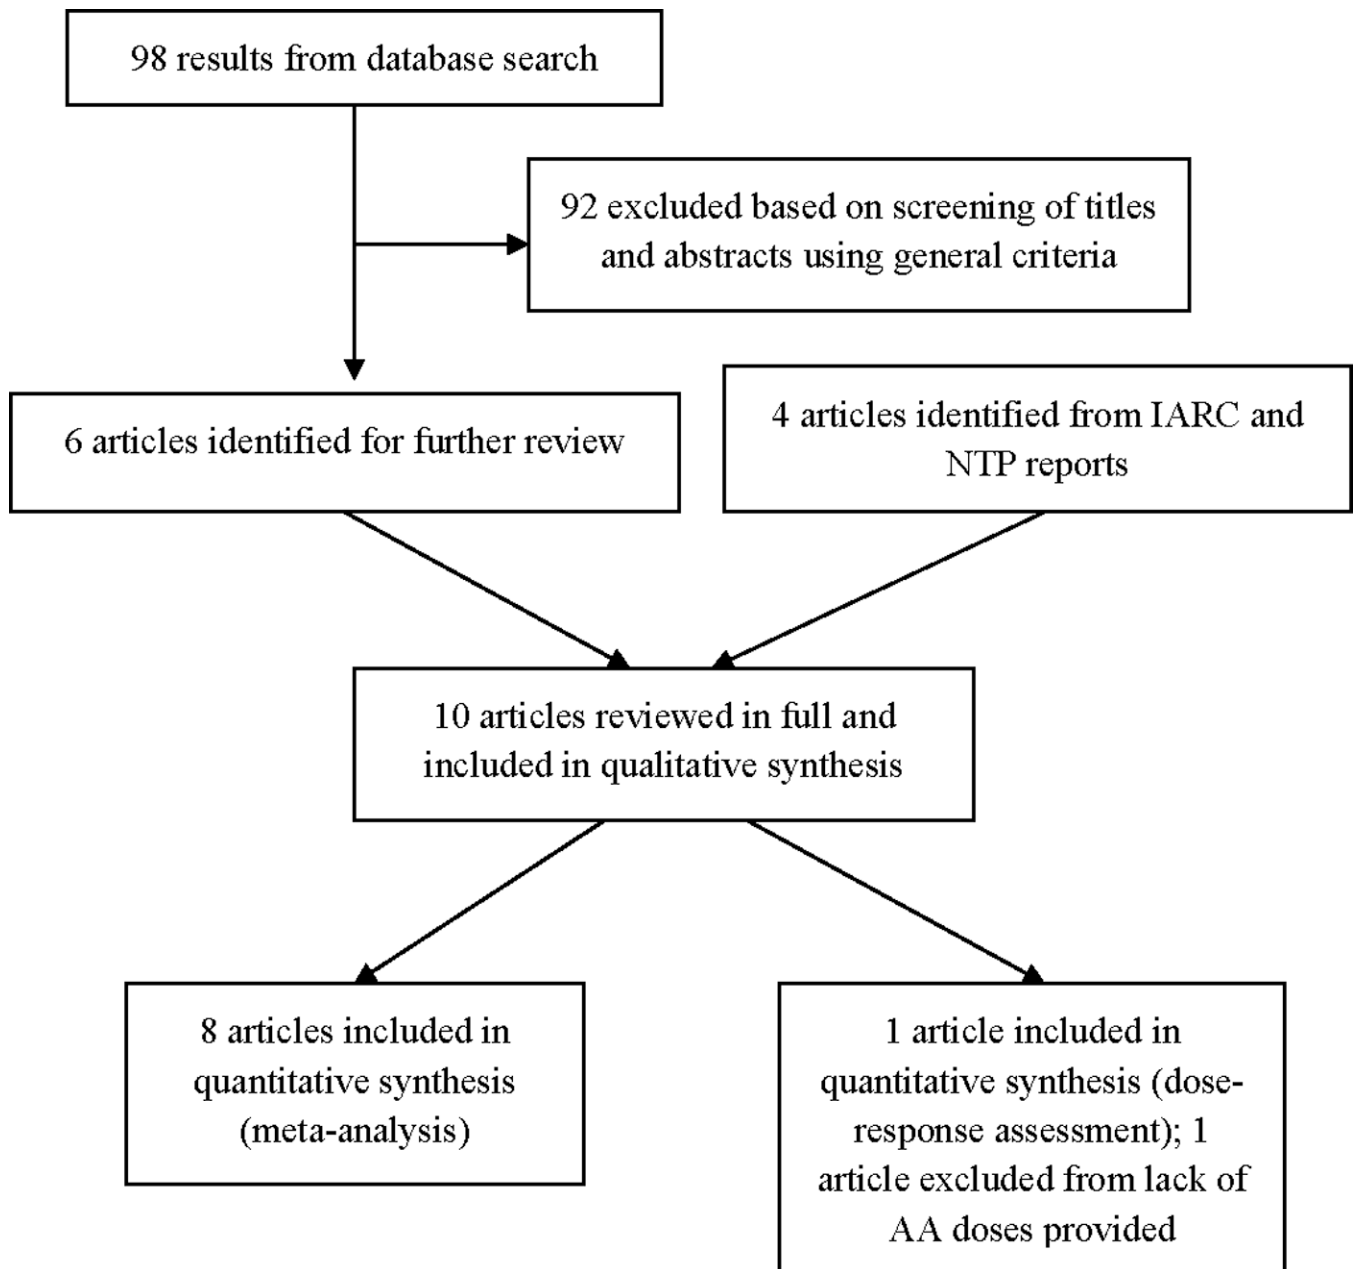 98 results from database search
92 excluded based on screening of titles
and abstracts using general criteria
6 articles identified for further review
4 articles identified from IARC and
NTP reports
10 articles reviewed in full and
included in qualitative synthesis
8 articles included in
quantitative synthesis
(meta-analysis)
1 article included in
quantitative synthesis (dose-
response assessment); 1
article excluded from lack of
AA doses provided